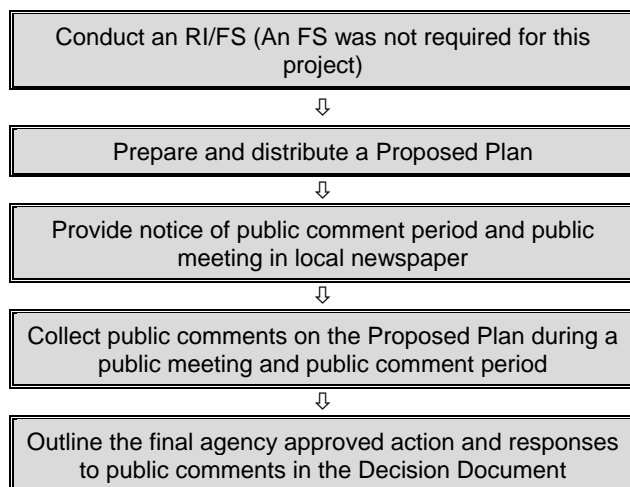 Conduct an RI/FS (An FS was not required for this
project)
⇩
Prepare and distribute a Proposed Plan
⇩
Provide notice of public comment period and public
meeting in local newspaper
⇩
Collect public comments on the Proposed Plan during a
public meeting and public comment period
⇩
Outline the final agency approved action and responses
to public comments in the Decision Document